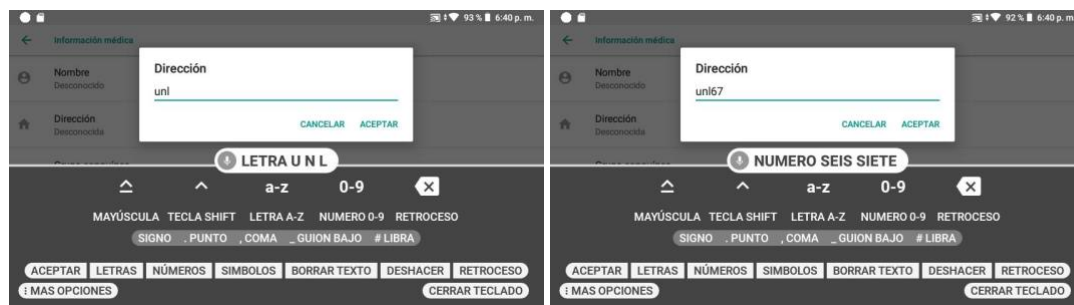 93 % 6:40 p. m.
Información médica
Nombre
Desconocido
Dirección
Desconocida
Dirección
unl
CANCELAR ACEPTAR
LETRA U N L
a-z 0-9
MAYÚSCULA TECLA SHIFT LETRA A-Z NUMERO 0-9 RETROCESO
SIGNO . PUNTO , COMA _ GUION BAJO # LIBRA
ACEPTAR LETRAS NÚMEROS SIMBOLOS BORRAR TEXTO DESHACER RETROCESO
MAS OPCIONES CERRAR TECLADO
92 % 6:40 p. m
Información médica
Nombre
Desconocido
Dirección
Desconocida
Dirección
unl67
CANCELAR ACEPTAR
NUMERO SEIS SIETE
a-z 0-9
MAYÚSCULA TECLA SHIFT LETRA A-Z NUMERO 0-9 RETROCESO
SIGNO . PUNTO , COMA _ GUION BAJO # LIBRA
ACEPTAR LETRAS NÚMEROS SIMBOLOS BORRAR TEXTO DESHACER RETROCESO
MAS OPCIONES CERRAR TECLADO